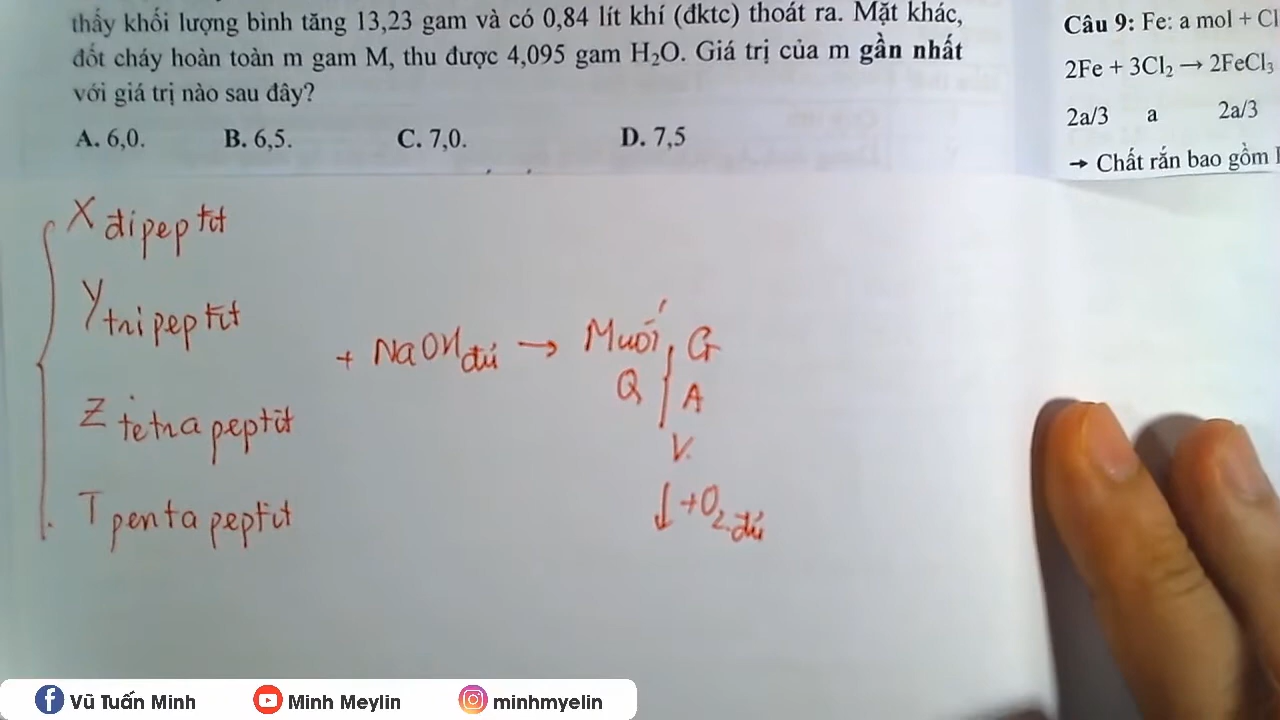 thấy khối lượng bình tăng 13,23 gam và có 0,84 lít khí (đktc) thoát ra. Mặt khác,
đốt cháy hoàn toàn m gam M, thu được 4,095 gam H₂O. Giá trị của m gần nhất
với giá trị nào sau đây?
A. 6,0. B. 6,5. C. 7,0. D. 7,5
Câu 9: Fe: a mol + Cl
2Fe + 3Cl₂ → 2FeCl₃
2a/3 a 2a/3
→ Chất rắn bao gồm
X đipeptit
Y tripeptit
Z tetrapeptit
T pentapeptit
+ NaOH đủ → Muối Q
G
A
V.
↓ +O₂ đủ
Vũ Tuấn Minh
Minh Meylin
minhmyelin